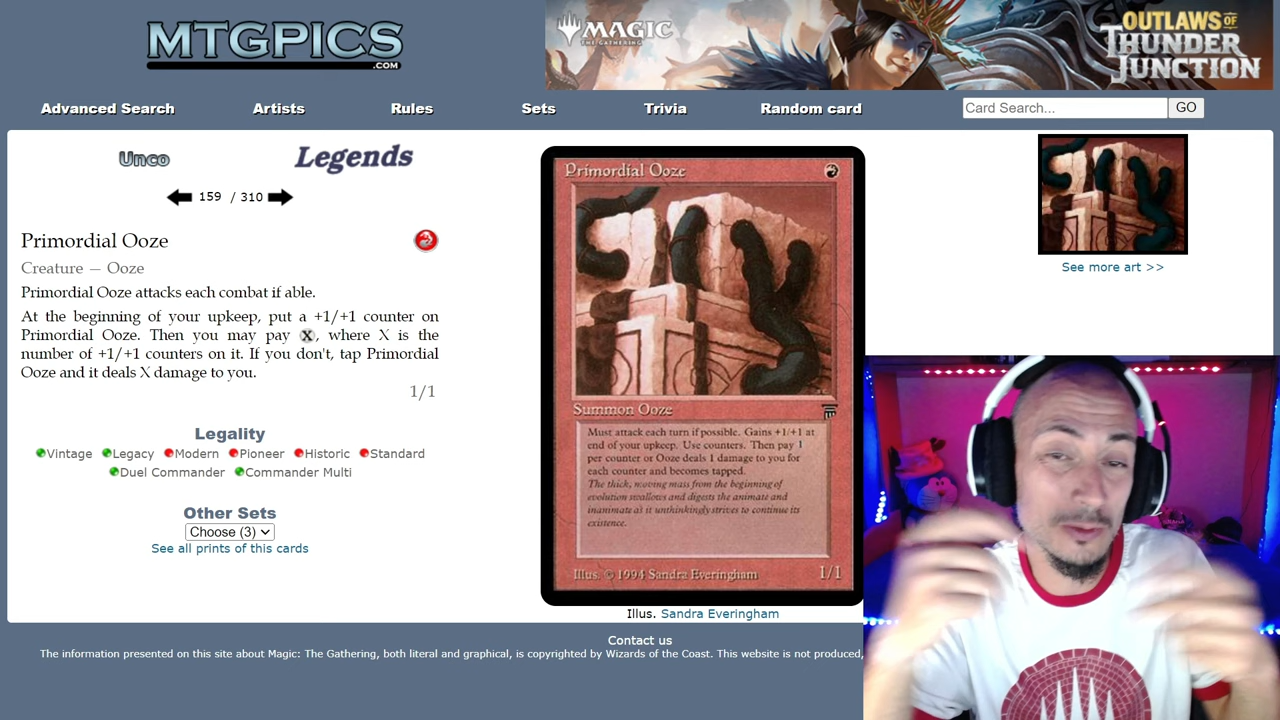 MTGPICS
.COM
MAGIC
THE GATHERING
OUTLAWS OF
THUNDER
JUNCTION
Advanced Search Artists Rules Sets Trivia Random card Card Search... GO
Unco Legends
159 / 310
Primordial Ooze
Creature — Ooze
Primordial Ooze attacks each combat if able.
At the beginning of your upkeep, put a +1/+1 counter on
Primordial Ooze. Then you may pay X, where X is the
number of +1/+1 counters on it. If you don't, tap Primordial
Ooze and it deals X damage to you.
1/1
Legality
Vintage Legacy Modern Pioneer Historic Standard
Duel Commander Commander Multi
Other Sets
Choose (3)
See all prints of this cards
Primordial Ooze
Summon Ooze
Must attack each turn if possible. Gains +1/+1 at
end of your upkeep. Use counters. Then pay 1
per counter or Ooze deals 1 damage to you for
each counter and becomes tapped.
The thick, moving mass from the beginning of
evolution swallows and digests the animate and
inanimate as it unthinkingly strives to continue its
existence.
Illus. © 1994 Sandra Everingham 1/1
Illus. Sandra Everingham
See more art >>
Contact us
The information presented on this site about Magic: The Gathering, both literal and graphical, is copyrighted by Wizards of the Coast. This website is not produced,